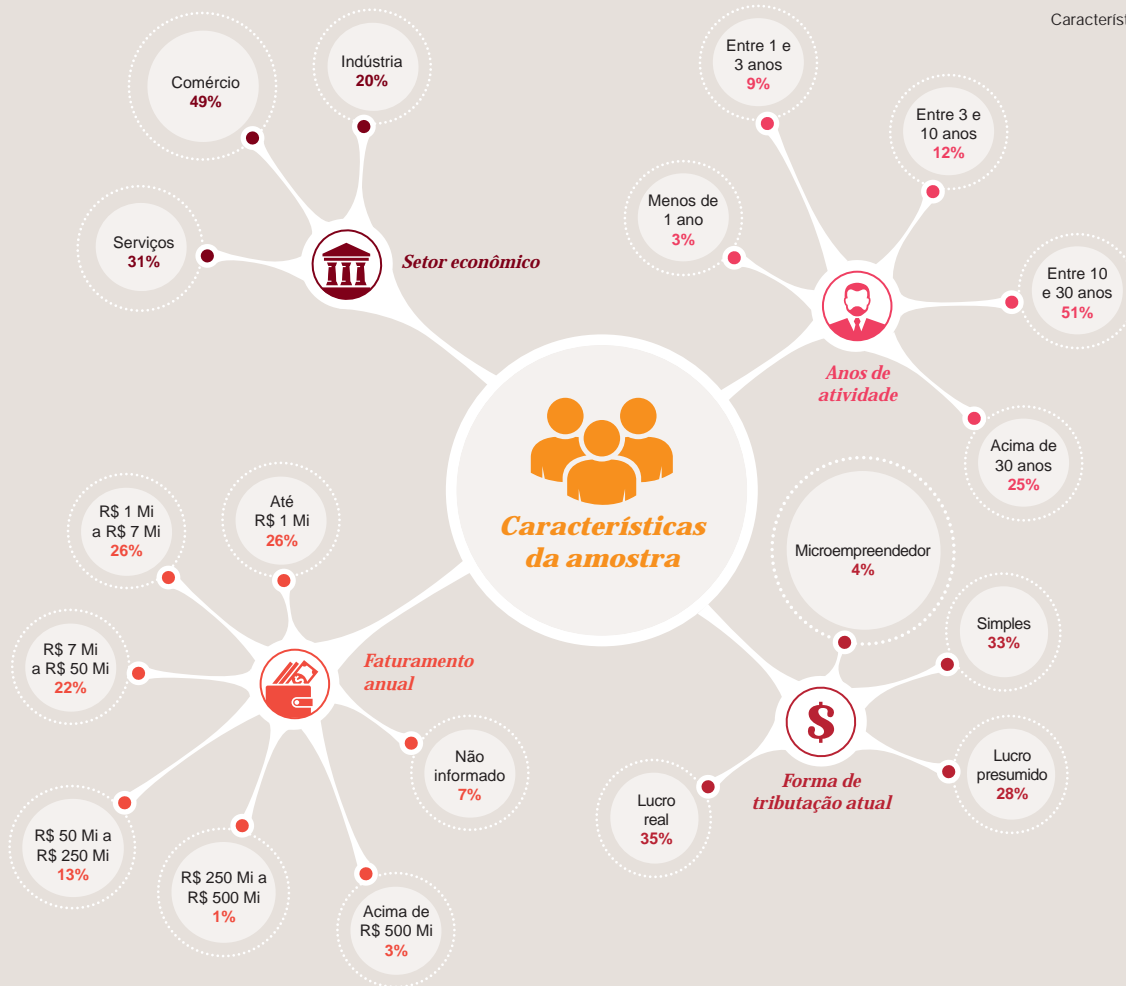 Característ
Comércio
49%
Indústria
20%
Serviços
31%
Setor econômico
Entre 1 e
3 anos
9%
Entre 3 e
10 anos
12%
Menos de
1 ano
3%
Entre 10
e 30 anos
51%
Anos de
atividade
Acima de
30 anos
25%
Características
da amostra
R$ 1 Mi
a R$ 7 Mi
26%
Até
R$ 1 Mi
26%
R$ 7 Mi
a R$ 50 Mi
22%
Faturamento
anual
Não
informado
7%
R$ 50 Mi a
R$ 250 Mi
13%
R$ 250 Mi a
R$ 500 Mi
1%
Acima de
R$ 500 Mi
3%
Microempreendedor
4%
Simples
33%
$
Lucro
presumido
28%
Forma de
tributação atual
Lucro
real
35%